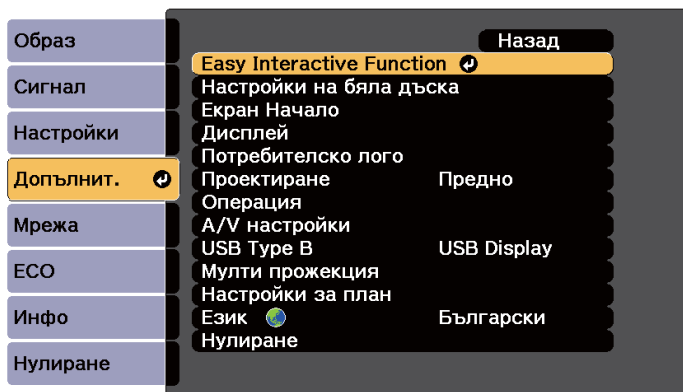 Образ
Сигнал
Настройки
Допълнит.
Мрежа
ECO
Инфо
Нулиране
Назад
Easy Interactive Function
Настройки на бяла дъска
Екран Начало
Дисплей
Потребителско лого
Проектиране Предно
Операция
A/V настройки
USB Type B USB Display
Мулти прожекция
Настройки за план
Език Български
Нулиране